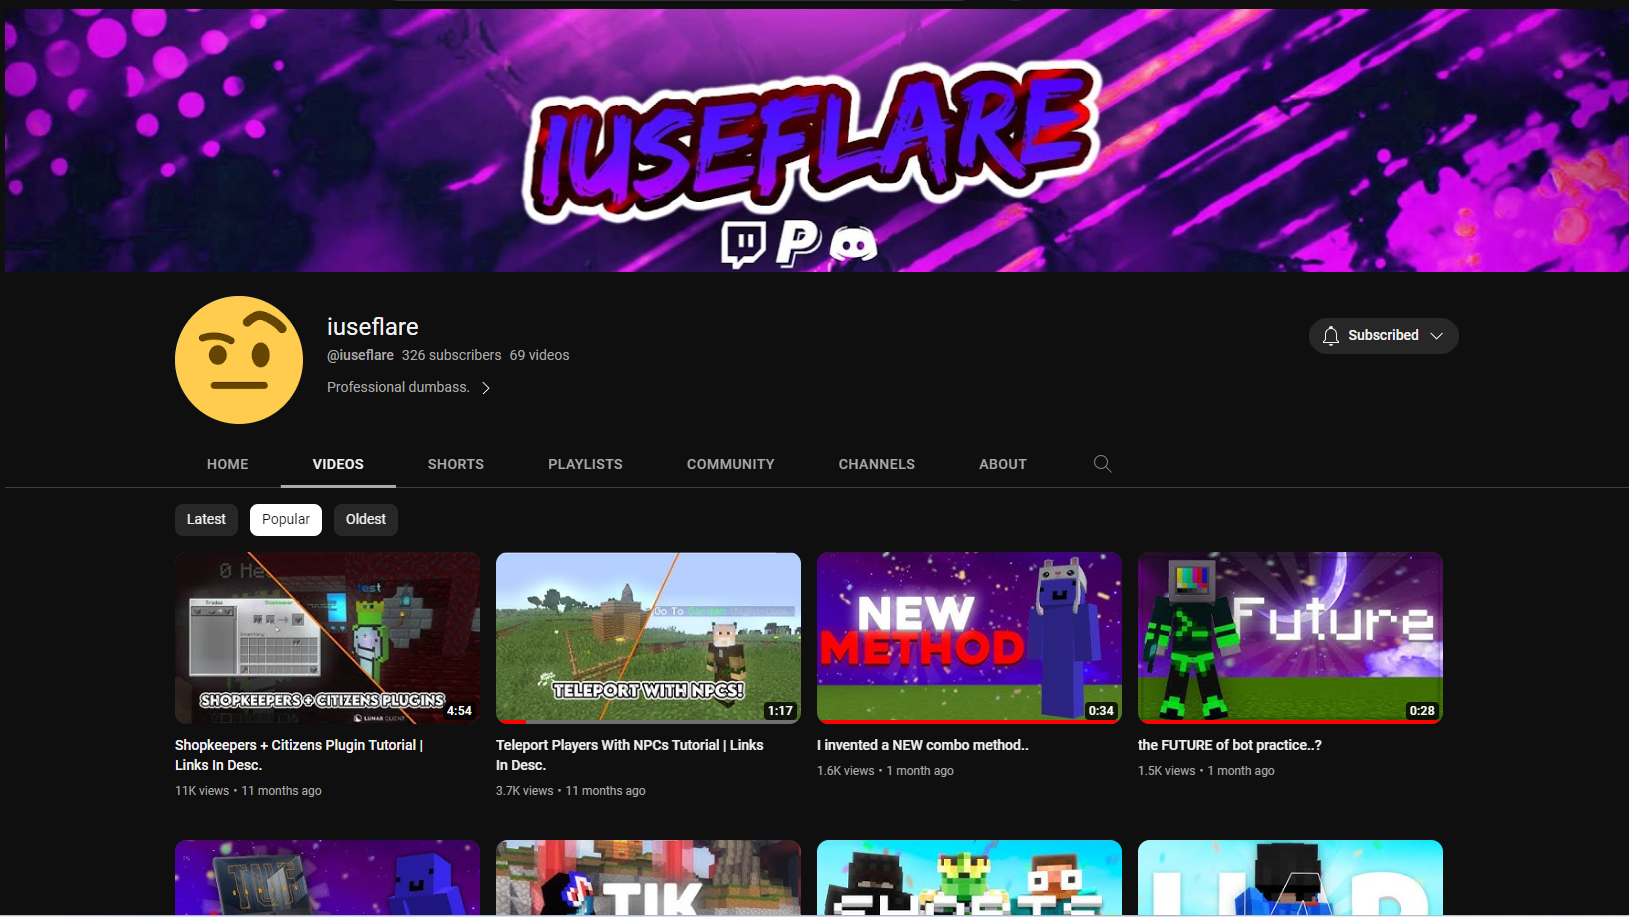 IUSEFLARE
iuseflare
@iuseflare 326 subscribers 69 videos
Professional dumbass.
Subscribed
HOME VIDEOS SHORTS PLAYLISTS COMMUNITY CHANNELS ABOUT
Latest Popular Oldest
test
SHOPKEEPERS + CITIZENS PLUGINS
LUNAR CLIENT
4:54
Go To Garden
TELEPORT WITH NPCS!
1:17
NEW
METHOD
0:34
Future
0:28
Shopkeepers + Citizens Plugin Tutorial |
Links In Desc.
11K views • 11 months ago
Teleport Players With NPCs Tutorial | Links
In Desc.
3.7K views • 11 months ago
I invented a NEW combo method..
1.6K views • 1 month ago
the FUTURE of bot practice..?
1.5K views • 1 month ago
TIK